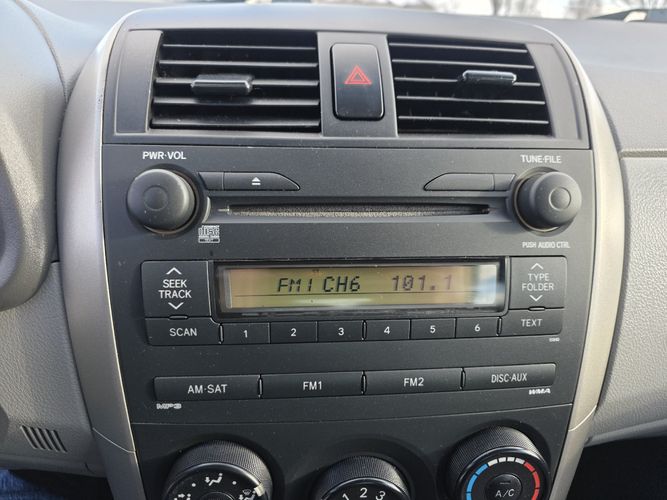 PWR·VOL
TUNE·FILE
PUSH AUDIO CTRL
SEEK
TRACK
FM1 CH6 101.1
TYPE
FOLDER
SCAN
1 2 3 4 5 6
TEXT
AM·SAT FM1 FM2 DISC·AUX
MP3
WMA
A/C